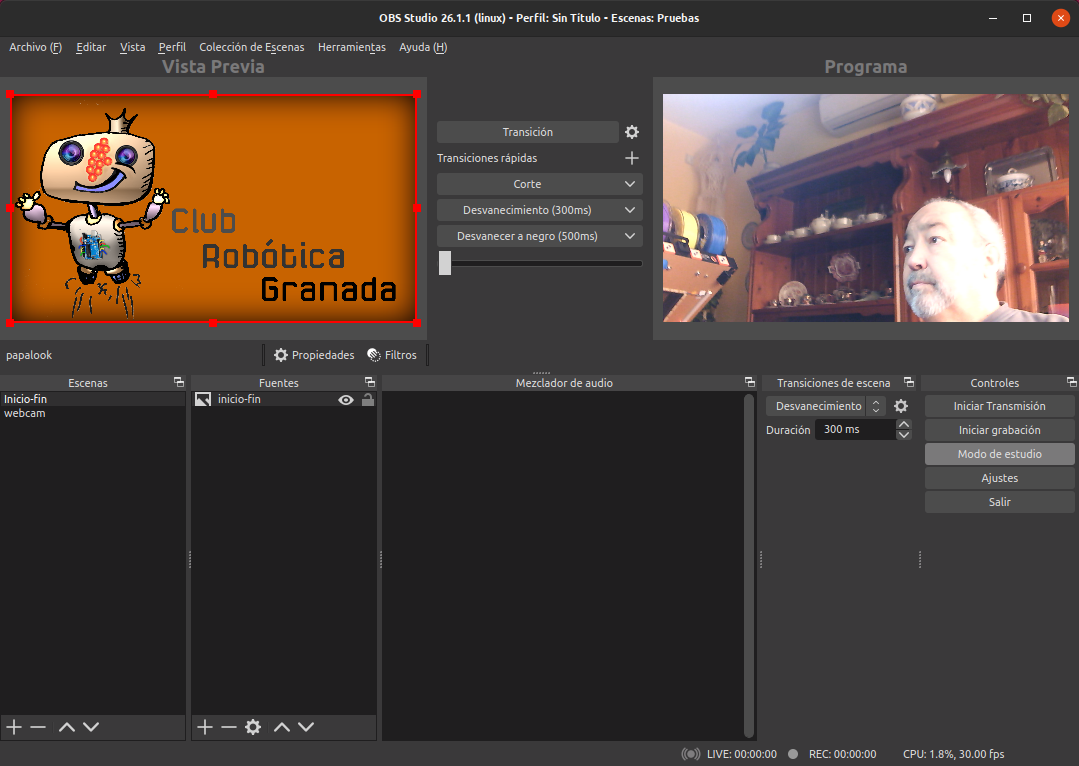 OBS Studio 26.1.1 (linux) - Perfil: Sin Título - Escenas: Pruebas
Archivo (F) Editar Vista Perfil Colección de Escenas Herramientas Ayuda (H)
Vista Previa
Programa
Club
Robótica
Granada
Transición
Transiciones rápidas
Corte
Desvanecimiento (300ms)
Desvanecer a negro (500ms)
papalook
Propiedades
Filtros
Escenas
Inicio-fin
webcam
Fuentes
inicio-fin
Mezclador de audio
Transiciones de escena
Desvanecimiento
Duración 300 ms
Controles
Iniciar Transmisión
Iniciar grabación
Modo de estudio
Ajustes
Salir
LIVE: 00:00:00 REC: 00:00:00 CPU: 1.8%, 30.00 fps